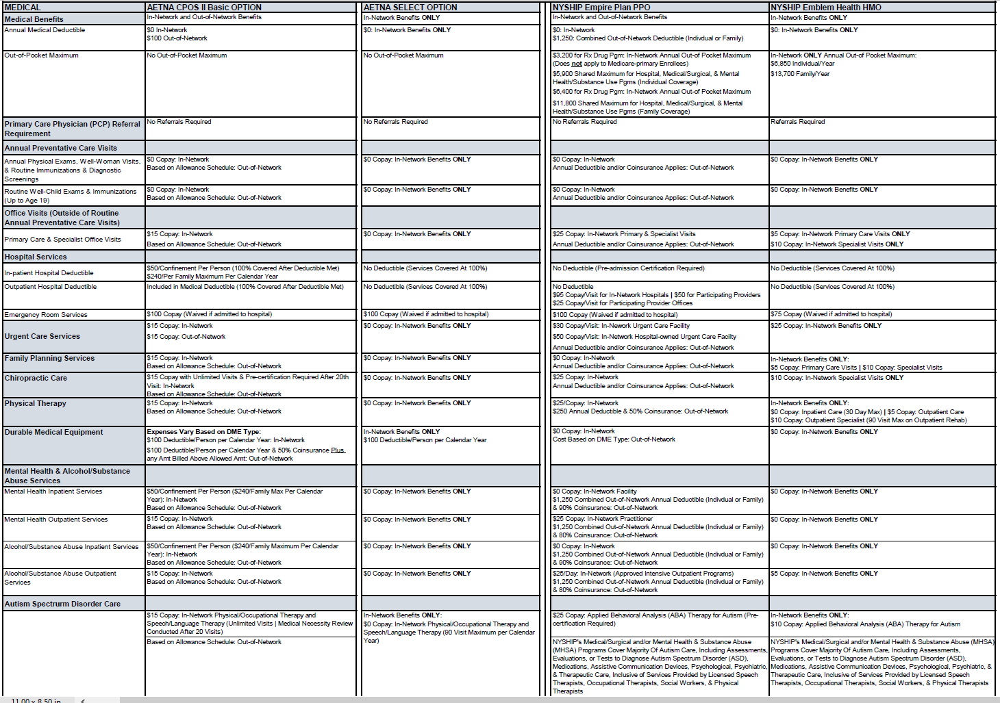 MEDICAL
AETNA CPOS II Basic OPTION
AETNA SELECT OPTION
NYSHIP Empire Plan PPO
NYSHIP Emblem Health HMO
Medical Benefits
In-Network and Out-of-Network Benefits
In-Network Benefits ONLY
In-Network and Out-of-Network Benefits
In-Network Benefits ONLY
Annual Medical Deductible
$0 In-Network
$100 Out-of-Network
$0: In-Network Benefits ONLY
$0: In-Network
$1,250: Combined Out-of-Network Deductible (Indivdual or Family)
$0: In-Network Benefits ONLY
Out-of-Pocket Maximum
No Out-of-Pocket Maximum
No Out-of-Pocket Maximum
$3,200 for Rx Drug Pgm: In-Network Annual Out-of Pocket Maximum
(Does not apply to Medicare-primary Enrollees)
$5,900 Shared Maximum for Hospital, Medical/Surgical, & Mental
Health/Substance Use Pgms (Individual Coverage)
$6,400 for Rx Drug Pgm: In-Network Annual Out-of Pocket Maximum
$11,800 Shared Maximum for Hospital, Medical/Surgical, & Mental
Health/Substance Use Pgms (Family Coverage)
In-Network ONLY Annual Out-of Pocket Maximum:
$6,850 Individual/Year
$13,700 Family/Year
Primary Care Physician (PCP) Referral
Requirement
No Referrals Required
No Referrals Required
No Referrals Required
Referrals Required
Annual Preventative Care Visits
Annual Physical Exams, Well-Woman Visits,
& Routine Immunizations & Diagnostic
Screenings
$0 Copay: In-Network
Based on Allowance Schedule: Out-of-Network
$0 Copay: In-Network Benefits ONLY
$0 Copay: In-Network
Annual Deductible and/or Coinsurance Applies: Out-of-Network
$0 Copay: In-Network Benefits ONLY
Routine Well-Child Exams & Immunizations
(Up to Age 19)
$0 Copay: In-Network
Based on Allowance Schedule: Out-of-Network
$0 Copay: In-Network Benefits ONLY
$0 Copay: In-Network
Annual Deductible and/or Coinsurance Applies: Out-of-Network
$0 Copay: In-Network Benefits ONLY
Office Visits (Outside of Routine
Annual Preventative Care Visits)
Primary Care & Specialist Office Visits
$15 Copay: In-Network
Based on Allowance Schedule: Out-of-Network
$0 Copay: In-Network Benefits ONLY
$25 Copay: In-Network Primary & Specialist Visits
Annual Deductible and/or Coinsurance Applies: Out-of-Network
$5 Copay: In-Network Primary Care Visits ONLY
$10 Copay: In-Network Specialist Visits ONLY
Hospital Services
In-patient Hospital Deductible
$50/Confinement Per Person (100% Covered After Deductible Met)
$240/Per Family Maximum Per Calendar Year
No Deductible (Services Covered At 100%)
No Deductible (Pre-admission Certification Required)
No Deductible (Services Covered At 100%)
Outpatient Hospital Deductible
Included in Medical Deductible (100% Covered After Deductible Met)
No Deductible (Services Covered At 100%)
No Deductible
$95 Copay/Visit for In-Network Hospitals | $50 for Participating Providers
$25 Copay/Visit for Participating Provider Offices
No Deductible (Services Covered At 100%)
Emergency Room Services
$100 Copay (Waived if admitted to hospital)
$100 Copay (Waived if admitted to hospital)
$100 Copay (Waived if admitted to hospital)
$75 Copay (Waived if admitted to hospital)
Urgent Care Services
$15 Copay: In-Network
$15 Copay: Out-of-Network
$0 Copay: In-Network Benefits ONLY
$30 Copay/Visit: In-Nework Urgent Care Facility
$50 Copay/Visit: In-Network Hospital-owned Urgent Care Facilty
Annual Deductible and/or Coinsurance Applies: Out-of-Network
$25 Copay: In-Network Benefits ONLY
Family Planning Services
$15 Copay: In-Network
Based on Allowance Schedule: Out-of-Network
$0 Copay: In-Network Benefits ONLY
$0 Copay: In-Network
Annual Deductible and/or Coinsurance Applies: Out-of-Network
In-Network Benefits ONLY:
$5 Copay: Primary Care Visits | $10 Copay: Specialist Visits
Chiropractic Care
$15 Copay with Unlimited Visits & Pre-certification Required After 20th
Visit: In-Network
Based on Allowance Schedule: Out-of-Network
$0 Copay: In-Network Benefits ONLY
$25 Copay: In-Network
Annual Deductible and/or Coinsurance Applies: Out-of-Network
$10 Copay: In-Network Specialist Visits ONLY
Physical Therapy
$15 Copay: In-Network
Based on Allowance Schedule: Out-of-Network
$0 Copay: In-Network Benefits ONLY
$25/Copay: In-Network
$250 Annual Deductible & 50% Coinsurance: Out-of-Network
In-Network Benefits ONLY:
$0 Copay: Inpatient Care (30 Day Max) | $5 Copay: Outpatient Care
$10 Copay: Outpatient Specialist (90 Visit Max on Outpatient Rehab)
Durable Medical Equipment
Expenses Vary Based on DME Type:
$100 Deductible/Person per Calendar Year: In-Network
$100 Deductible/Person per Calendar Year & 50% Coinsurance Plus
any Amt Billed Above Allowed Amt: Out-of-Network
In-Network Benefits ONLY
$100 Deductible/Person per Calendar Year
$0 Copay: In-Network
Cost Based on DME Type: Out-of-Network
$0 Copay: In-Network Benefits ONLY
Mental Health & Alcohol/Substance
Abuse Services
Mental Health Inpatient Services
$50/Confinement Per Person ($240/Family Max Per Calendar
Year): In-Network
Based on Allowance Schedule: Out-of-Network
$0 Copay: In-Network Benefits ONLY
$0 Copay: In-Network Facility
$1,250 Combined Out-of-Network Annual Deductible (Indivdual or Family)
& 90% Coinsurance: Out-of-Network
$0 Copay: In-Network Benefits ONLY
Mental Health Outpatient Services
$15 Copay: In-Network
Based on Allowance Schedule: Out-of-Network
$0 Copay: In-Network Benefits ONLY
$25 Copay: In-Network Practitioner
$1,250 Combined Out-of-Network Annual Deductible (Indivdual or Family)
& 80% Coinsurance: Out-of-Network
$0 Copay: In-Network Benefits ONLY
Alcohol/Substance Abuse Inpatient Services
$50/Confinement Per Person ($240/Family Maximum Per Calendar
Year): In-Network
Based on Allowance Schedule: Out-of-Network
$0 Copay: In-Network Benefits ONLY
$0 Copay: In-Network
$1,250 Combined Out-of-Network Annual Deductible (Indivdual or Family)
& 90% Coinsurance: Out-of-Network
$0 Copay: In-Network Benefits ONLY
Alcohol/Substance Abuse Outpatient
Services
$15 Copay: In-Network
Based on Allowance Schedule: Out-of-Network
$0 Copay: In-Network Benefits ONLY
$25/Day: In-Network (Approved Intensive Outpatient Programs)
$1,250 Combined Out-of-Network Annual Deductible (Indivdual or Family)
& 80% Coinsurance: Out-of-Network
$5 Copay: In-Network Benefits ONLY
Autism Spectrurm Disorder Care
$15 Copay: In-Network Physical/Occupational Therapy and
Speech/Language Therapy (Unlimited Visits | Medical Necessity Review
Conducted After 20 Visits)
Based on Allowance Schedule: Out-of-Network
In-Network Benefits ONLY:
$0 Copay: In-Network Physical/Occupational Therapy and
Speech/Language Therapy (90 Visit Maximum per Calendar
Year)
$25 Copay: Applied Behavioral Analysis (ABA) Therapy for Autism (Pre-
certification Required)
In-Network Benefits ONLY:
$10 Copay: Applied Behavioral Analysis (ABA) Therapy for Autism
NYSHIP's Medical/Surgical and/or Mental Health & Substance Abuse
(MHSA) Programs Cover Majority Of Autism Care, Including Assessments,
Evaluations, or Tests to Diagnose Autism Spectrum Disorder (ASD),
Medications, Assistive Communication Devices, Psychological, Psychiatric,
& Therapeutic Care, Inclusive of Services Provided by Licensed Speech
Therapists, Occupational Therapists, Social Workers, & Physical
Therapists
NYSHIP's Medical/Surgical and/or Mental Health & Substance Abuse (MHSA)
Programs Cover Majority Of Autism Care, Including Assessments,
Evaluations, or Tests to Diagnose Autism Spectrum Disorder (ASD),
Medications, Assistive Communication Devices, Psychological, Psychiatric, &
Therapeutic Care, Inclusive of Services Provided by Licensed Speech
Therapists, Occupational Therapists, Social Workers, & Physical Therapists
11.00 x 8.50 in